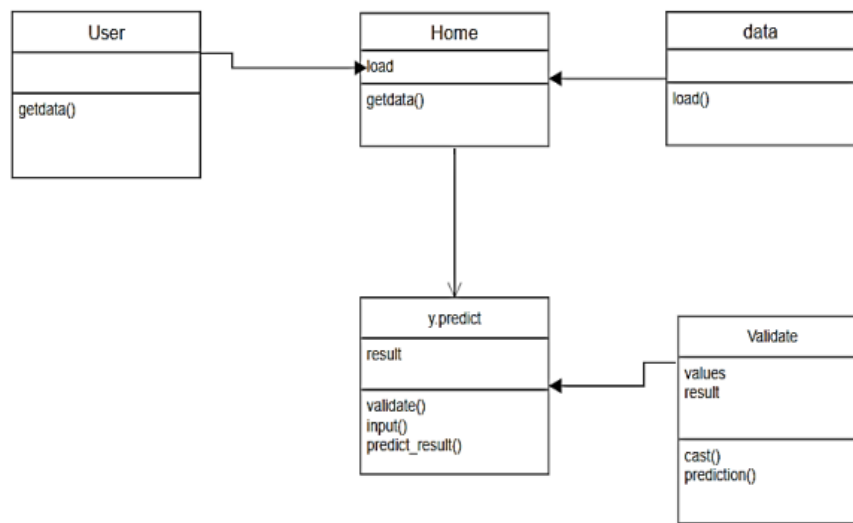 User
getdata()
Home
load
getdata()
data
load()
y.predict
result
validate()
input()
predict_result()
Validate
values
result
cast()
prediction()